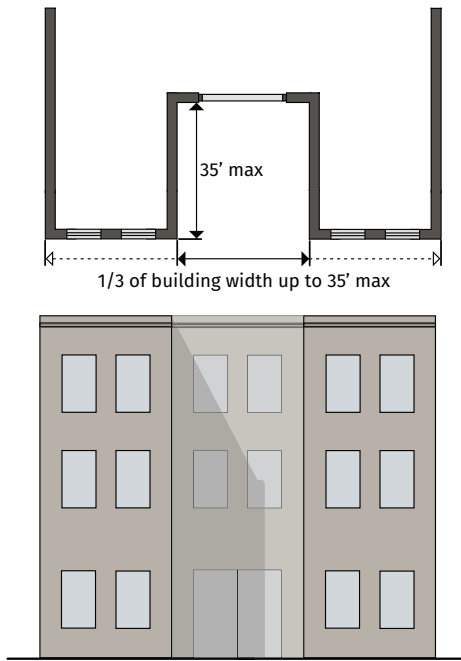 35’ max
1/3 of building width up to 35’ max